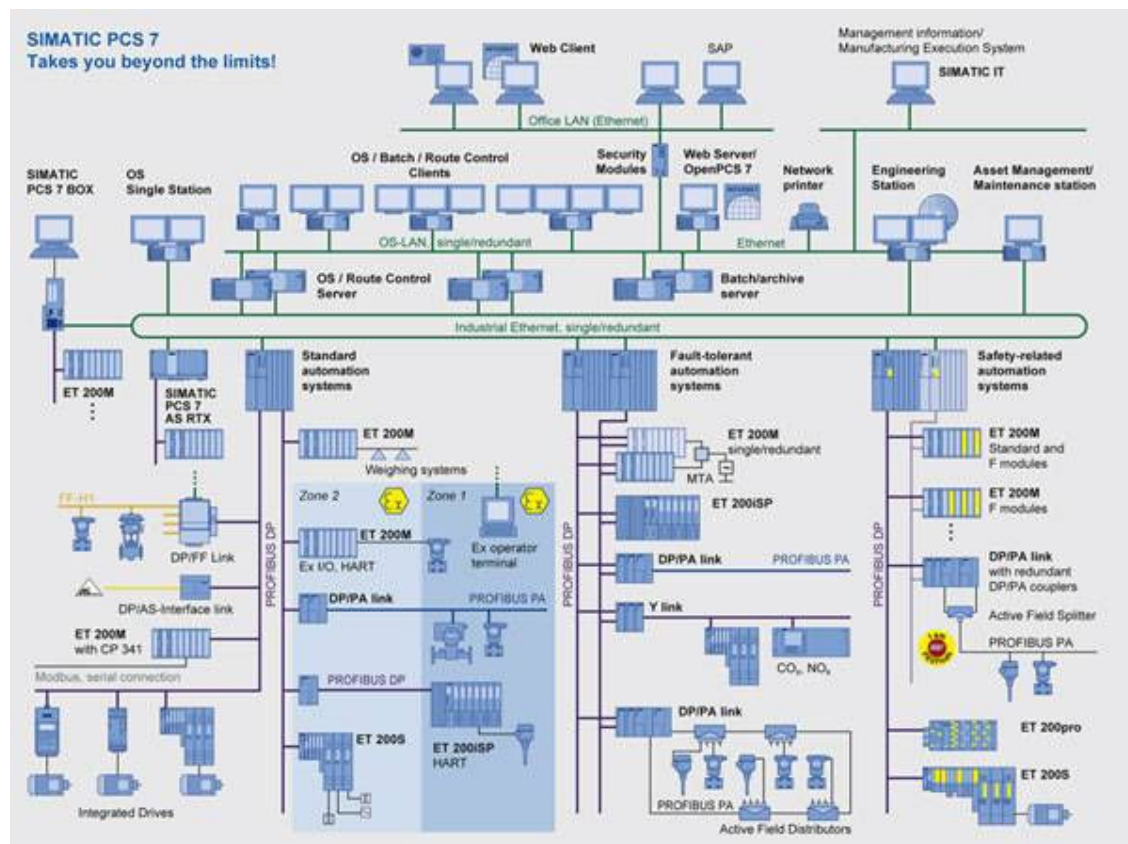 SIMATIC PCS 7
Takes you beyond the limits!
Web Client
SAP
Management information/
Manufacturing Execution System
SIMATIC IT
Office LAN (Ethernet)
SIMATIC
PCS 7 BOX
OS
Single Station
OS / Batch / Route Control
Clients
Security
Modules
Web Server/
OpenPCS 7
Network
printer
Engineering
Station
Asset Management/
Maintenance station
OS-LAN, single/redundant
Ethernet
OS / Route Control
Server
Batch/archive
server
Industrial Ethernet, single/redundant
ET 200M
SIMATIC
PCS 7
AS RTX
Standard
automation
systems
Fault-tolerant
automation
systems
Safety-related
automation
systems
ET 200M
Weighing systems
ET 200M
single/redundant
MTA
ET 200M
Standard and
F modules
FF-H1
DP/FF Link
PROFIBUS DP
Zone 2
Zone 1
ET 200M
Ex I/O, HART
Ex operator
terminal
ET 200iSP
PROFIBUS DP
ET 200M
F modules
PROFIBUS DP
DP/PA link
PROFIBUS PA
DP/PA link
PROFIBUS PA
DP/PA link
with redundant
DP/PA couplers
DP/AS-Interface link
ET 200M
with CP 341
Y link
CO₂, NOₓ
Active Field Splitter
PROFIBUS PA
Modbus, serial connection
PROFIBUS DP
ET 200S
ET 200iSP
HART
DP/PA link
PROFIBUS PA
Active Field Distributors
ET 200pro
ET 200S
Integrated Drives